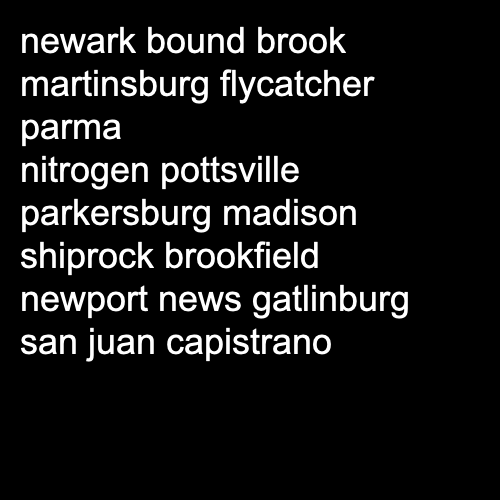 newark bound brook
martinsburg flycatcher
parma
nitrogen pottsville
parkersburg madison
shiprock brookfield
newport news gatlinburg
san juan capistrano